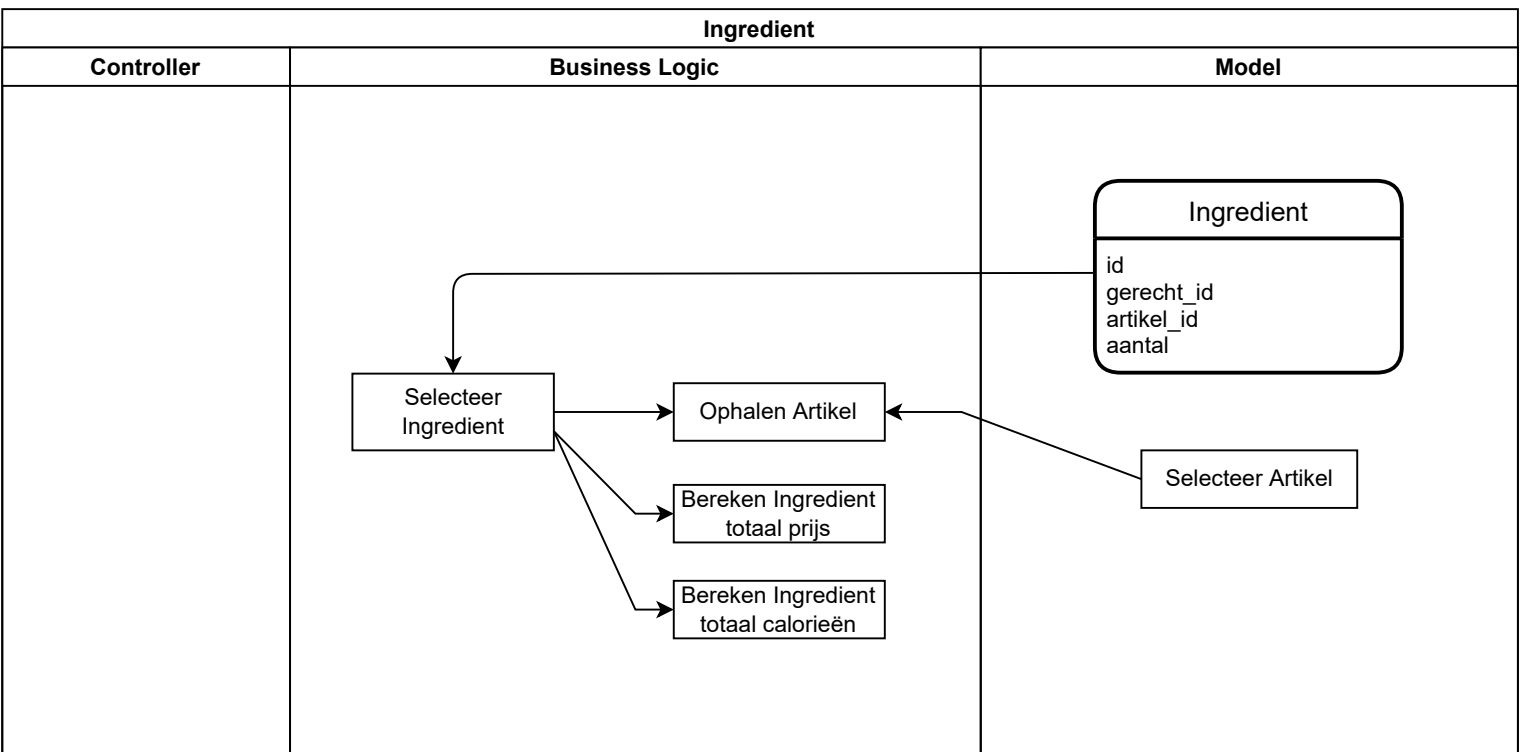 Ingredient
Controller
Business Logic
Model
Ingredient
id
gerecht_id
artikel_id
aantal
Selecteer
Ingredient
Ophalen Artikel
Selecteer Artikel
Bereken Ingredient
totaal prijs
Bereken Ingredient
totaal calorieën